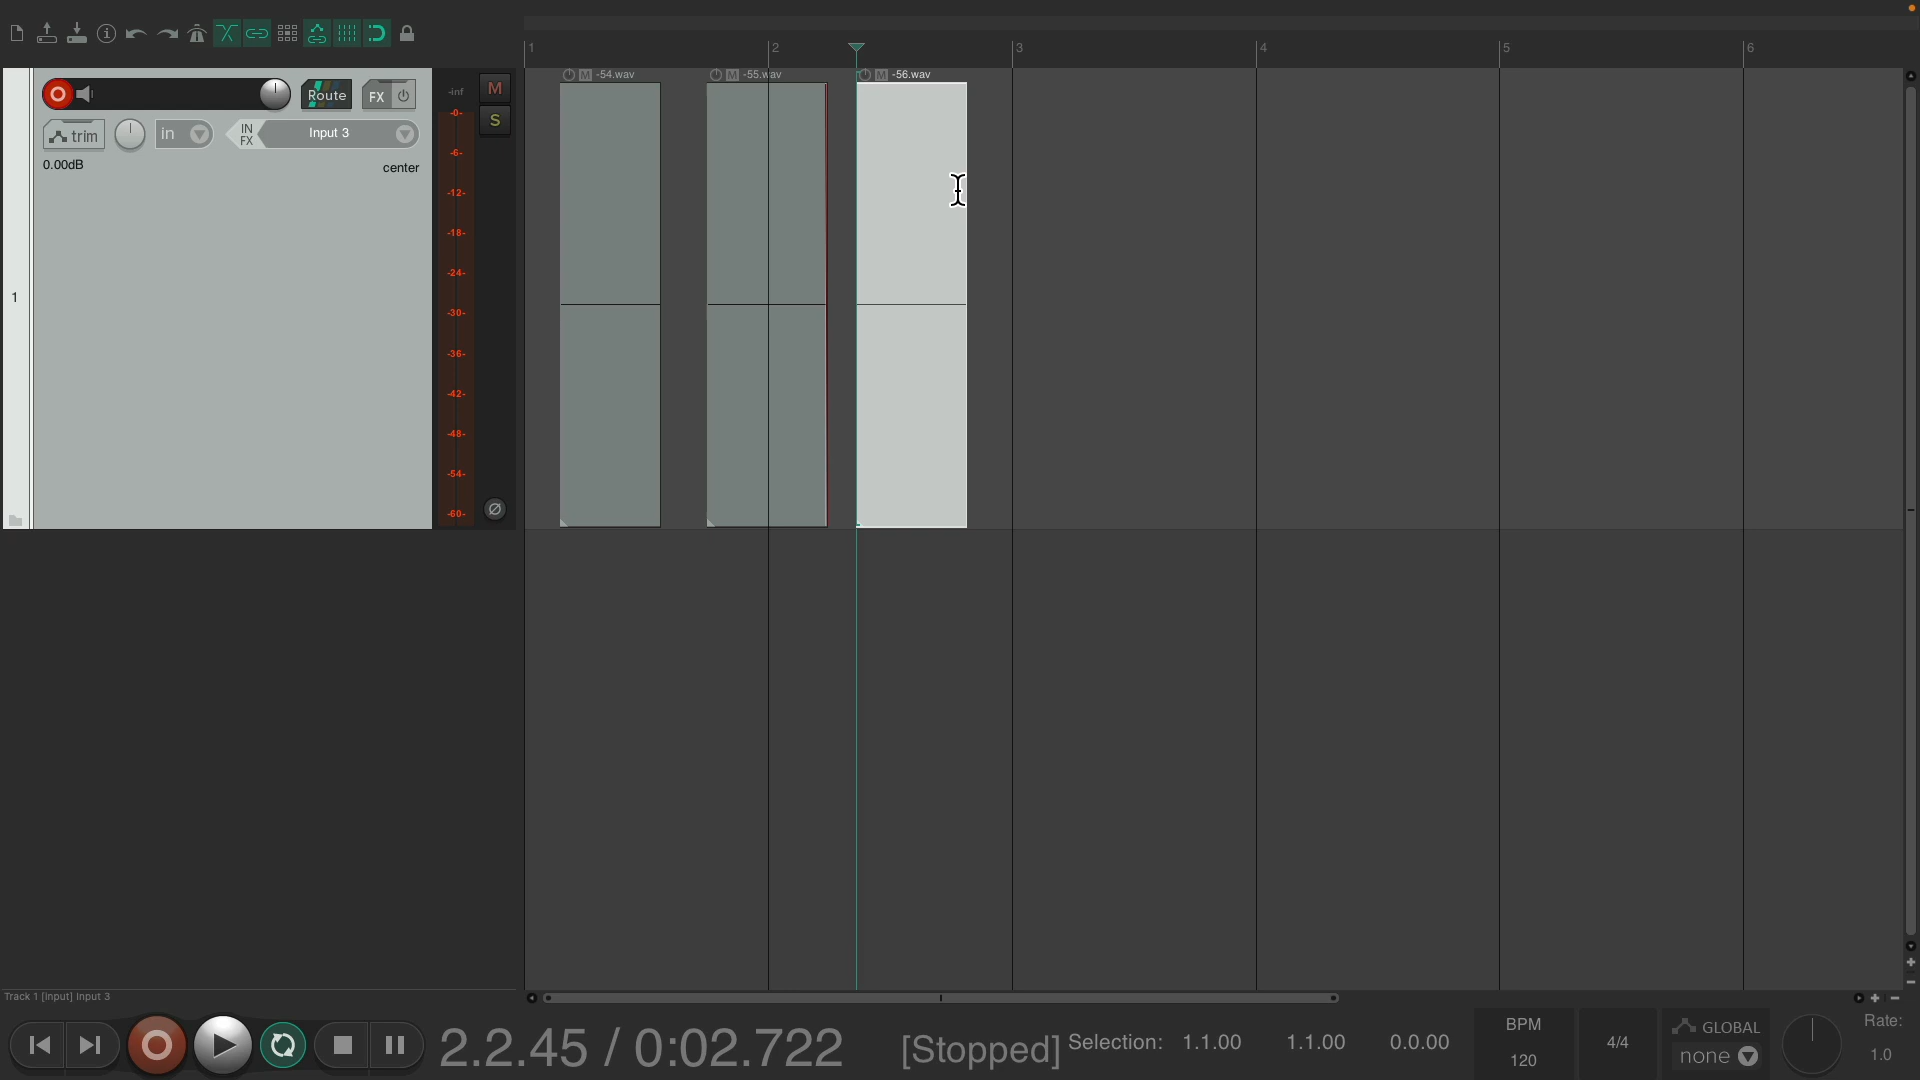 1 2 3 4 5 6
M -54.wav M -55.wav M -56.wav
Route FX
-inf
M
S
trim
in
IN
FX
Input 3
0.00dB
center
-0-
-6-
-12-
-18-
-24-
-30-
-36-
-42-
-48-
-54-
-60-
1
Track 1 [Input] Input 3
2.2.45 / 0:02.722
[Stopped]
Selection: 1.1.00 1.1.00 0.0.00
BPM
120
4/4
GLOBAL
none
Rate:
1.0